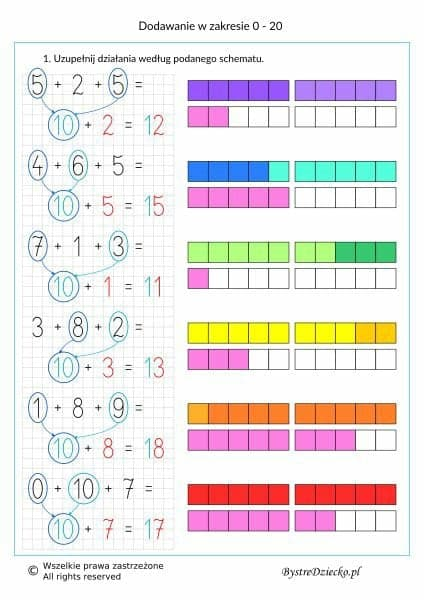 Dodawanie w zakresie 0 - 20
1. Uzupełnij działania według podanego schematu.
5 + 2 + 5 =
10 + 2 = 12
4 + 6 + 5 =
10 + 5 = 15
7 + 1 + 3 =
10 + 1 = 11
3 + 8 + 2 =
10 + 3 = 13
1 + 8 + 9 =
10 + 8 = 18
0 + 10 + 7 =
10 + 7 = 17
© Wszelkie prawa zastrzeżone
All rights reserved
BystreDziecko.pl